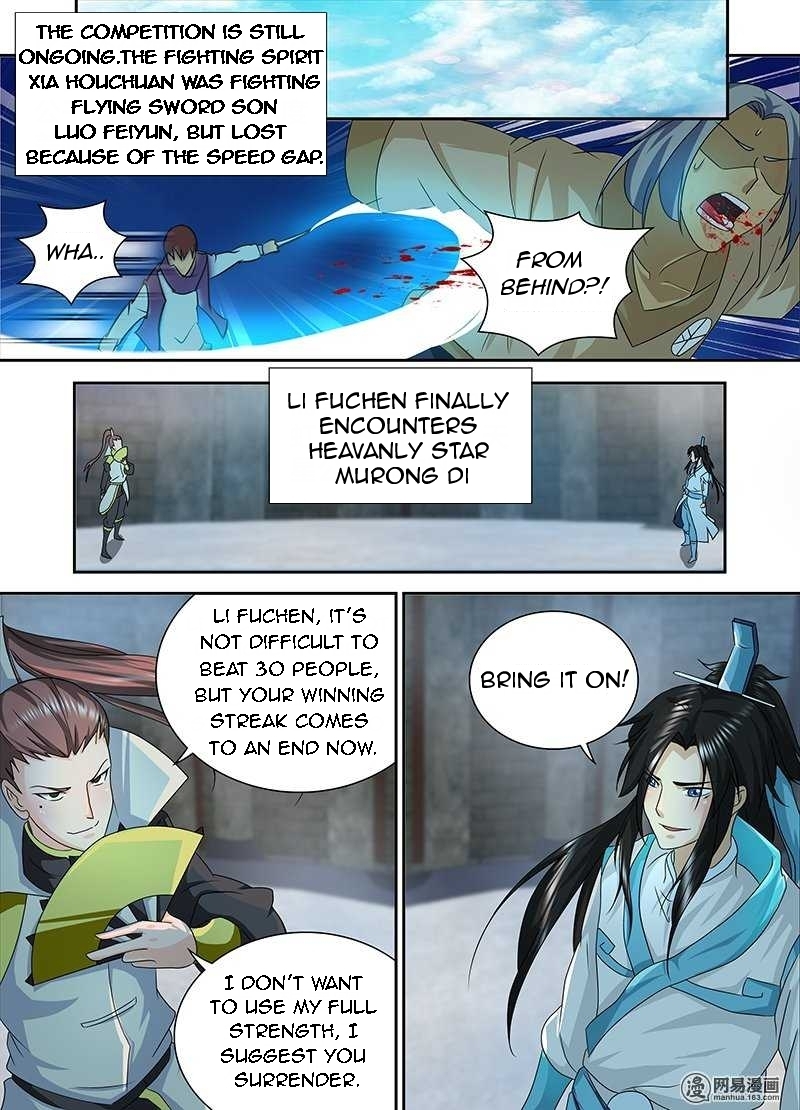 THE COMPETITION IS STILL
ONGOING.THE FIGHTING SPIRIT
XIA HOUCHUAN WAS FIGHTING
FLYING SWORD SON
LUO FEIYUN, BUT LOST
BECAUSE OF THE SPEED GAP.
WHA..
FROM
BEHIND?!
LI FUCHEN FINALLY
ENCOUNTERS
HEAVANLY STAR
MURONG DI
LI FUCHEN, IT'S
NOT DIFFICULT TO
BEAT 30 PEOPLE,
BUT YOUR WINNING
STREAK COMES
TO AN END NOW.
BRING IT ON!
I DON'T WANT
TO USE MY FULL
STRENGTH, I
SUGGEST YOU
SURRENDER.
漫 网易漫画
manhua.163.com